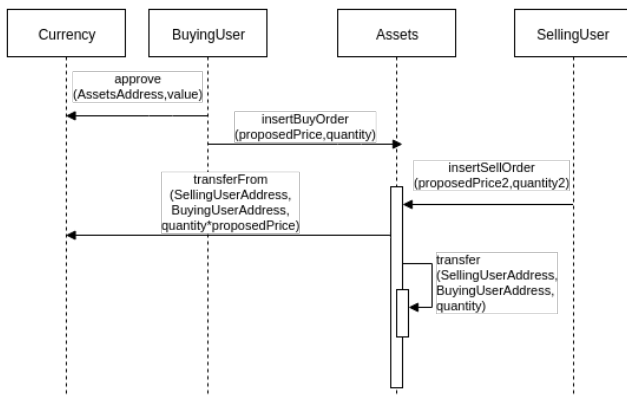 Currency
BuyingUser
Assets
SellingUser
approve
(AssetsAddress,value)
insertBuyOrder
(proposedPrice,quantity)
insertSellOrder
(proposedPrice2,quantity2)
transferFrom
(SellingUserAddress,
BuyingUserAddress,
quantity*proposedPrice)
transfer
(SellingUserAddress,
BuyingUserAddress,
quantity)